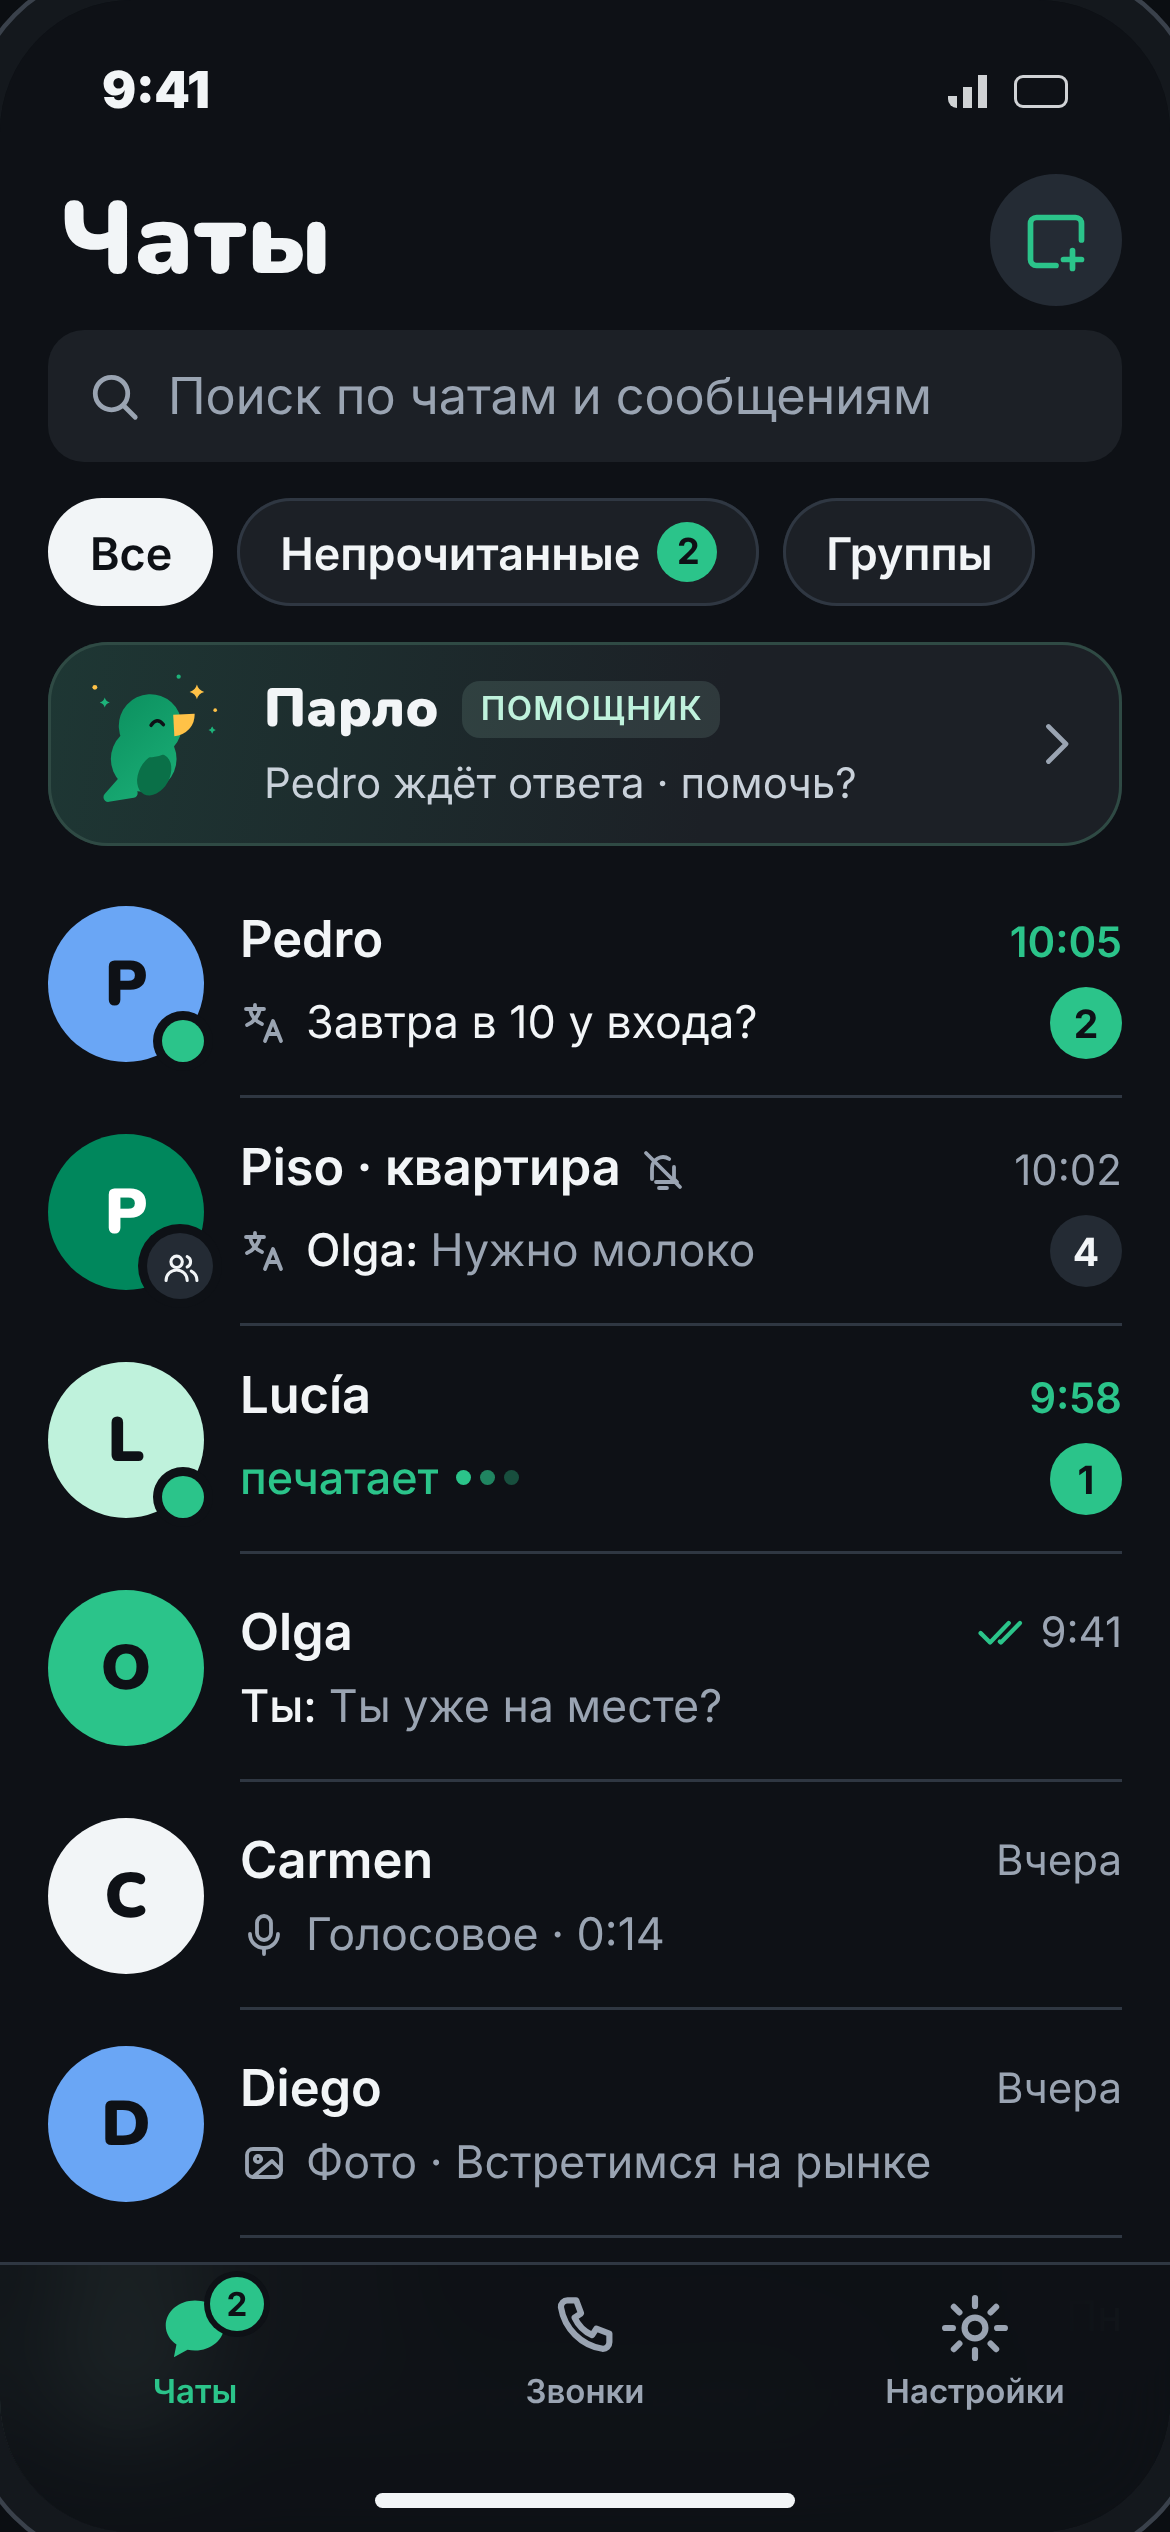 9:41
Чаты
Поиск по чатам и сообщениям
Все
Непрочитанные 2
Группы
Парло помощник
Pedro ждёт ответа · помочь?
P
Pedro 10:05
Завтра в 10 у входа? 2
P
Piso · квартира 10:02
Olga: Нужно молоко 4
L
Lucía 9:58
печатает 1
O
Olga 9:41
Ты: Ты уже на месте?
C
Carmen Вчера
Голосовое · 0:14
D
Diego Вчера
Фото · Встретимся на рынке
2
Чаты Звонки Настройки